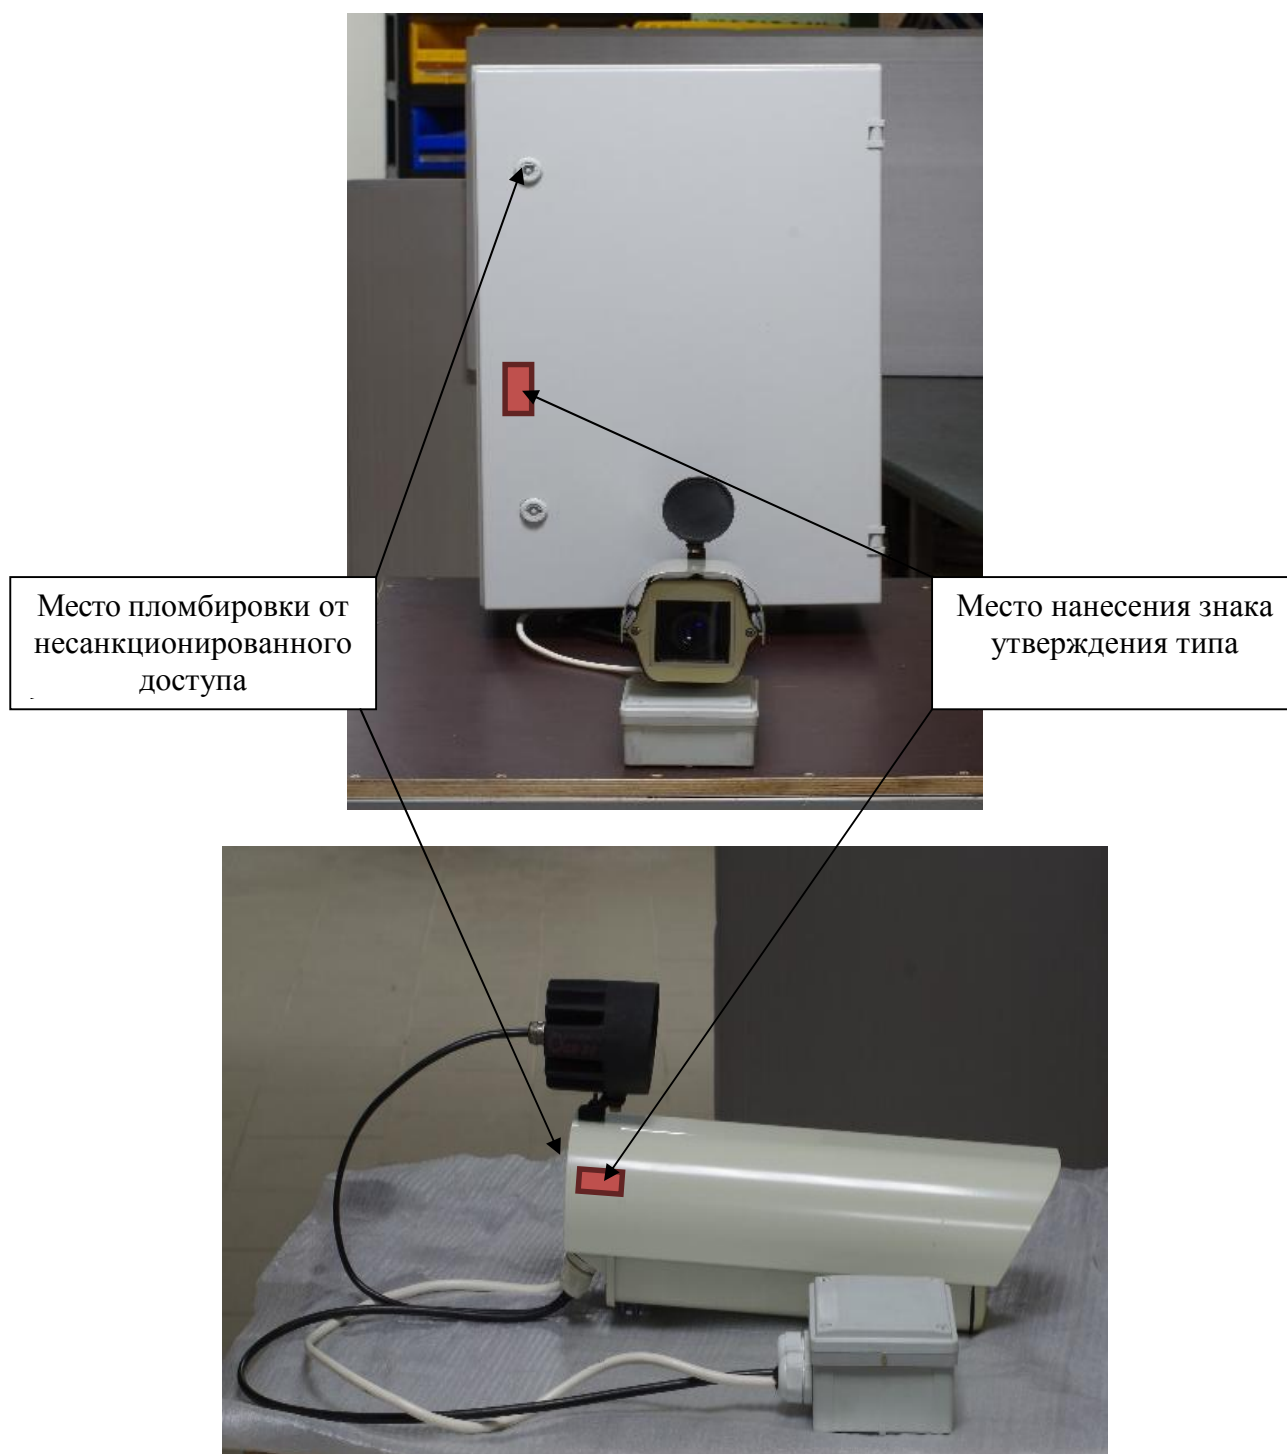 Место пломбировки от
несанкционированного
доступа
Место нанесения знака
утверждения типа